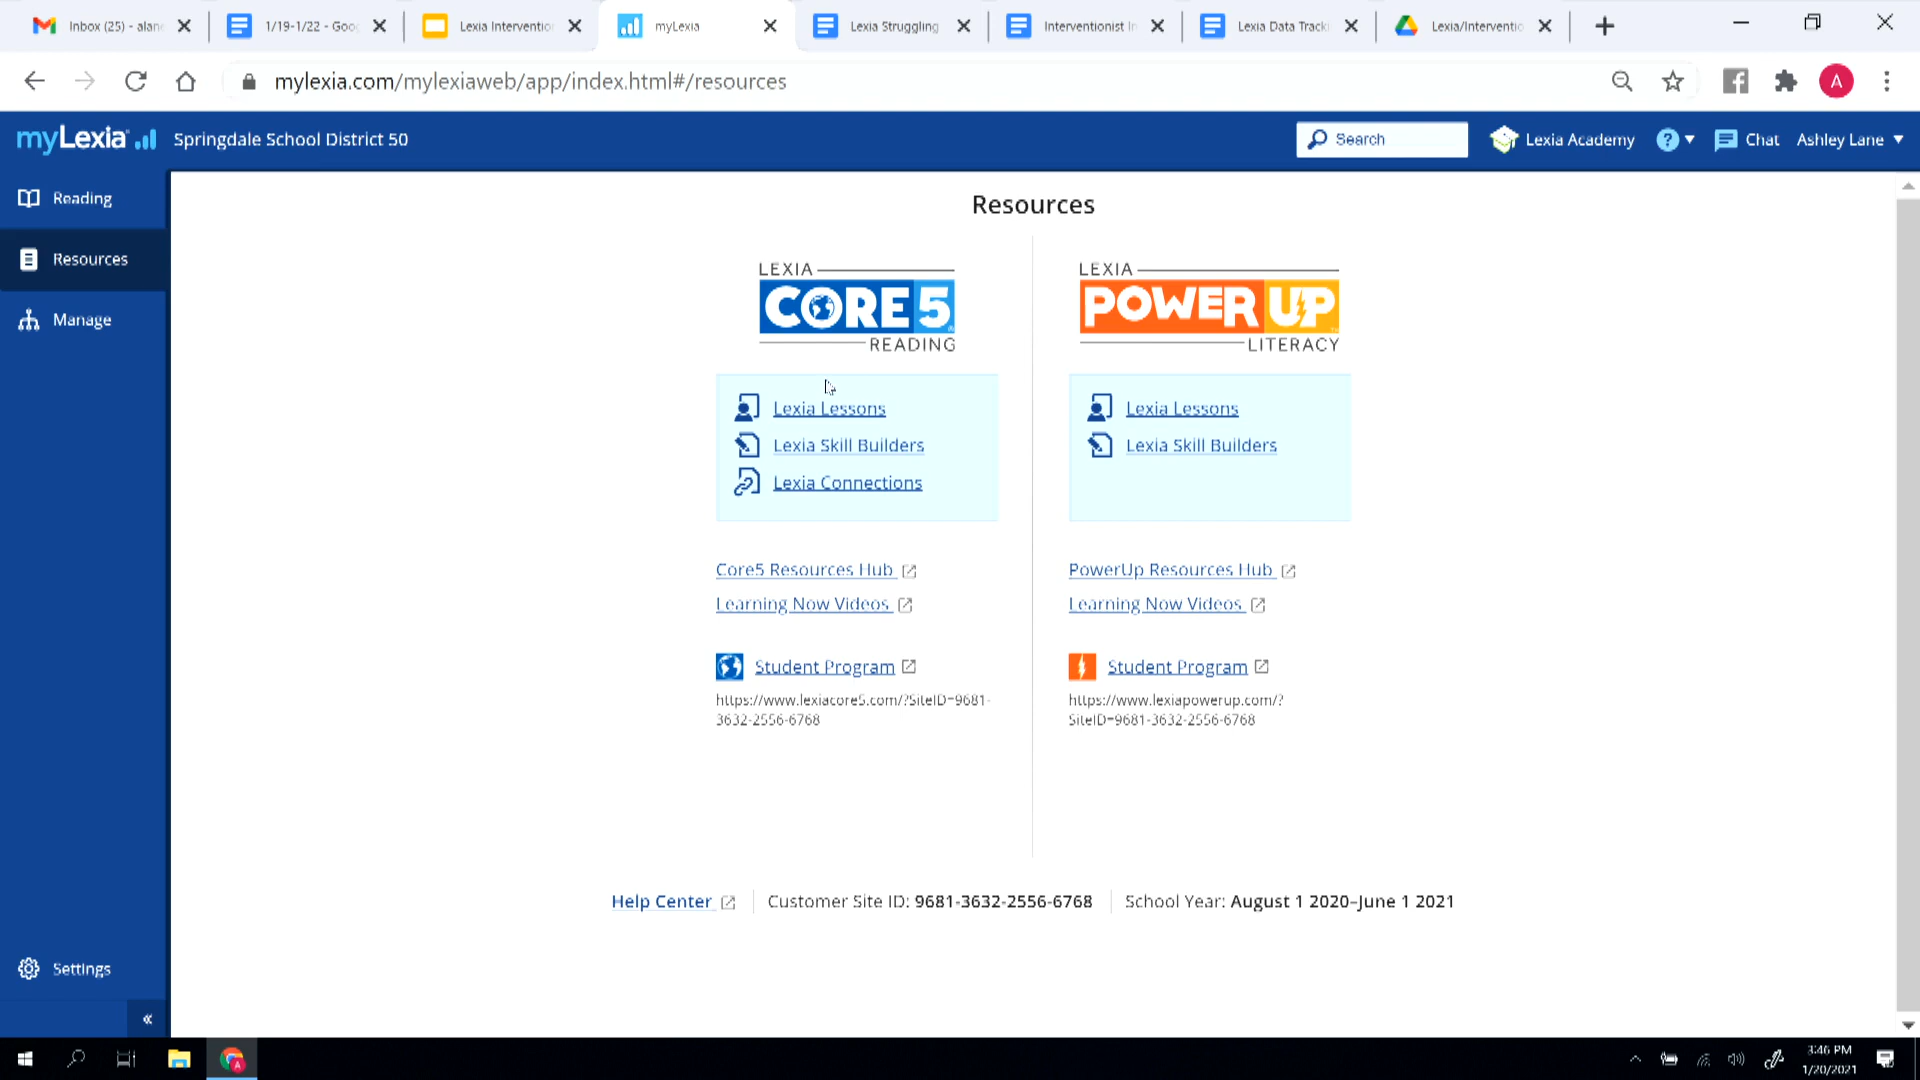 Inbox (25) - alane
1/19-1/22 - Goog
Lexia Interventio
myLexia
Lexia Struggling
Interventionist In
Lexia Data Tracki
Lexia/Interventio
mylexia.com/mylexiaweb/app/index.html#/resources
A
myLexia
Springdale School District 50
Search
Lexia Academy
?
Chat
Ashley Lane
Reading
Resources
Manage
Settings
«
Resources
LEXIA
CORE5
READING
Lexia Lessons
Lexia Skill Builders
Lexia Connections
Core5 Resources Hub
Learning Now Videos
Student Program
https://www.lexiacore5.com/?SiteID=9681-
3632-2556-6768
LEXIA
POWERUP
LITERACY
Lexia Lessons
Lexia Skill Builders
PowerUp Resources Hub
Learning Now Videos
Student Program
https://www.lexiapowerup.com/?
SiteID=9681-3632-2556-6768
Help Center
Customer Site ID: 9681-3632-2556-6768
School Year: August 1 2020–June 1 2021
3:46 PM
1/20/2021